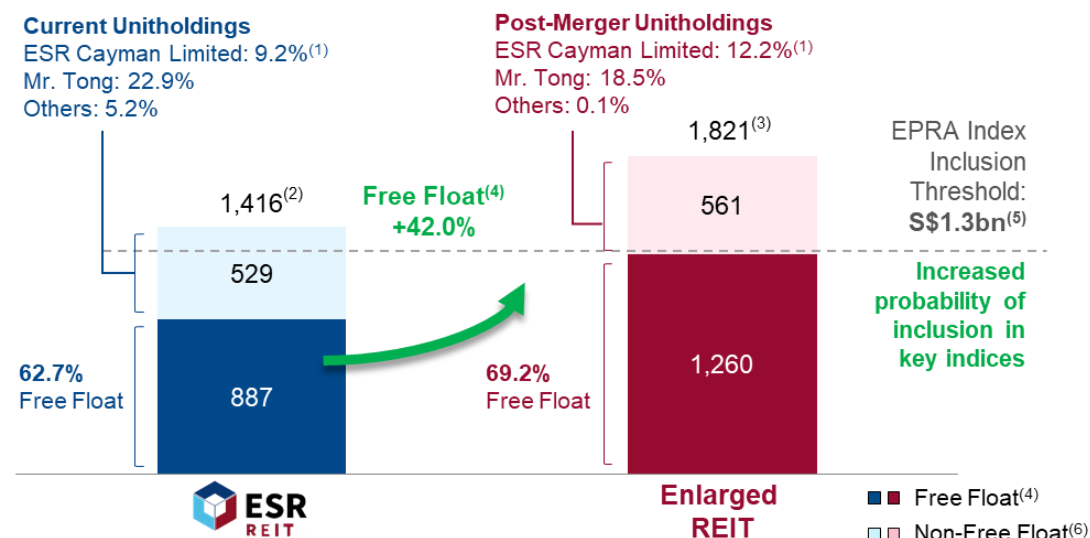 Current Unitholdings
ESR Cayman Limited: 9.2%(1)
Mr. Tong: 22.9%
Others: 5.2%
Post-Merger Unitholdings
ESR Cayman Limited: 12.2%(1)
Mr. Tong: 18.5%
Others: 0.1%
1,416(2)
529
887
62.7%
Free Float
Free Float(4)
+42.0%
1,821(3)
561
1,260
69.2%
Free Float
EPRA Index
Inclusion
Threshold:
S$1.3bn(5)
Increased
probability of
inclusion in
key indices
ESR
REIT
Enlarged
REIT
Free Float(4)
Non-Free Float(6)